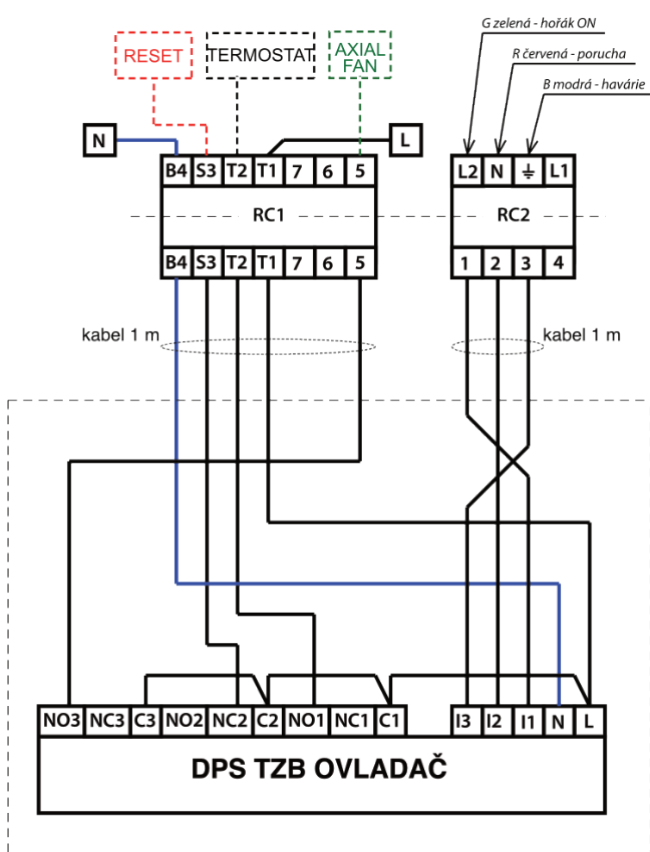 G zelená - hořák ON
R červená - porucha
B modrá - havárie
RESET
TERMOSTAT
AXIAL
FAN
N
L
B4 S3 T2 T1 7 6 5
L2 N ⏚ L1
RC1
RC2
B4 S3 T2 T1 7 6 5
1 2 3 4
kabel 1 m
kabel 1 m
NO3 NC3 C3 NO2 NC2 C2 NO1 NC1 C1
I3 I2 I1 N L
DPS TZB OVLADAČ